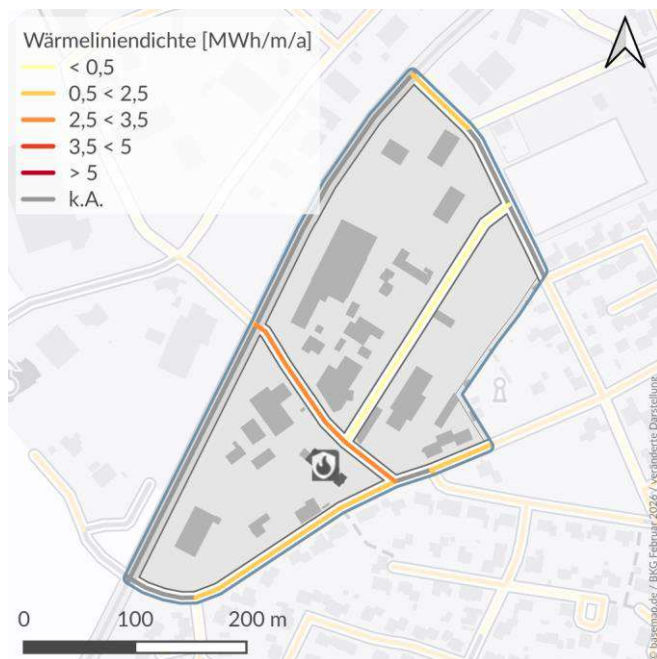 Wärmeliniendichte [MWh/m/a]
< 0,5
0,5 < 2,5
2,5 < 3,5
3,5 < 5
> 5
k.A.
0 100 200 m
© basemap.de / BKG Februar 2026 / veränderte Darstellung